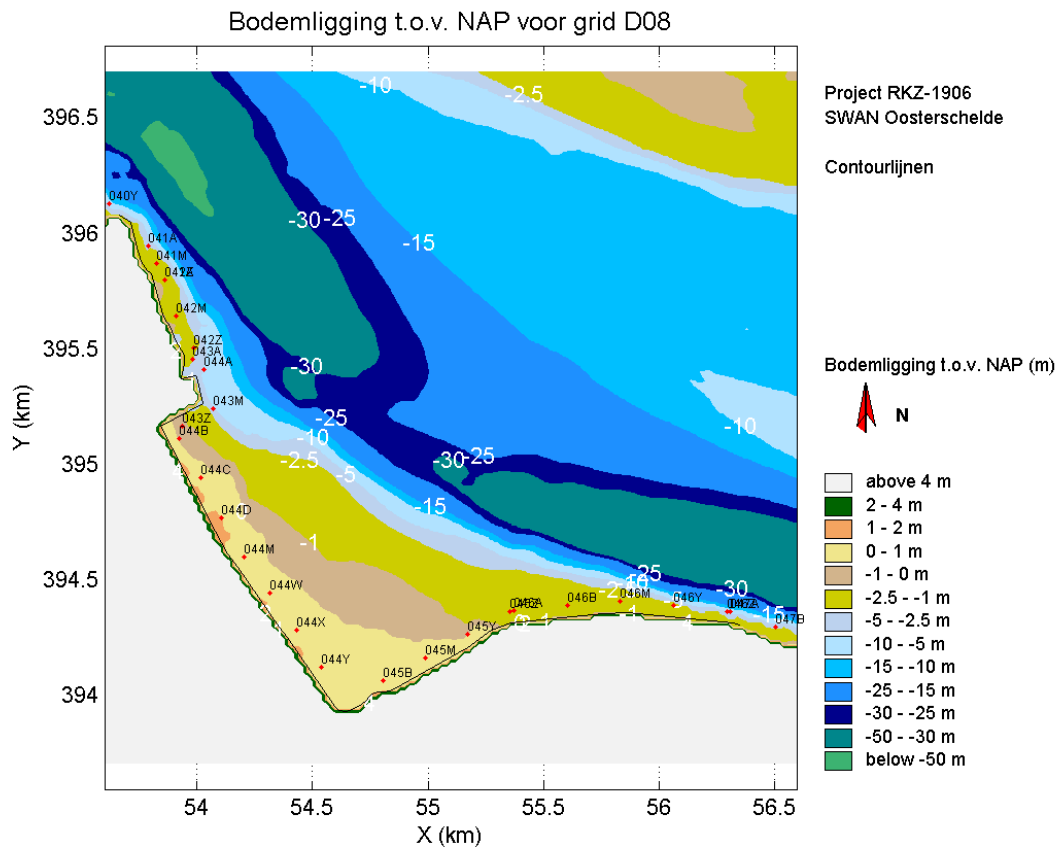 Bodemligging t.o.v. NAP voor grid D08
Project RKZ-1906
SWAN Oosterschelde
Contourlijnen
Y (km)
396.5
396
395.5
395
394.5
394
-10
-2.5
-30
-25
-15
-30
-25
-10
-2.5
-5
-30
-25
-15
-10
-1
-25
-30
-15
040Y
041A
041M
042M
042Z
043A
044A
043M
043Z
044B
044C
044D
044M
044W
044X
044Y
045B
045M
045Y
046B
046M
046Y
047B
54
54.5
55
55.5
56
56.5
X (km)
Bodemligging t.o.v. NAP (m)
N
above 4 m
2 - 4 m
1 - 2 m
0 - 1 m
-1 - 0 m
-2.5 - -1 m
-5 - -2.5 m
-10 - -5 m
-15 - -10 m
-25 - -15 m
-30 - -25 m
-50 - -30 m
below -50 m